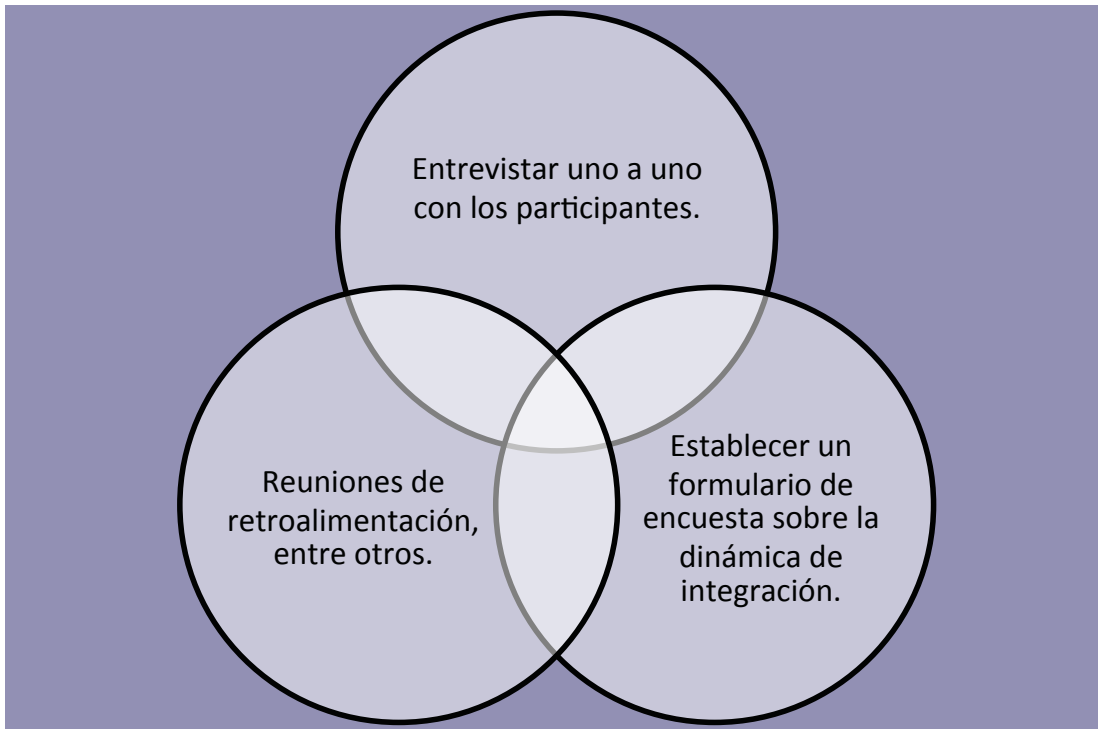 Entrevistar uno a uno
con los participantes.
Reuniones de
retroalimentación,
entre otros.
Establecer un
formulario de
encuesta sobre la
dinámica de
integración.